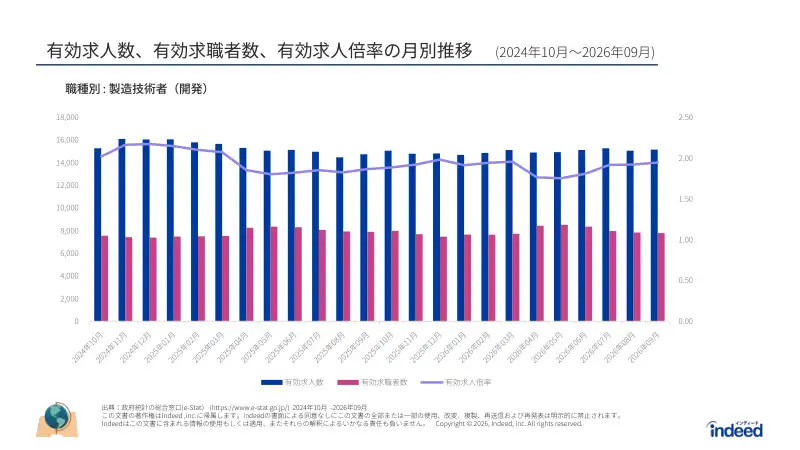 有効求人数、有効求職者数、有効求人倍率の月別推移 (2024年10月～2026年09月)
職種別 : 製造技術者（開発）
18,000 2.50
16,000
14,000 2.00
12,000 1.50
10,000
8,000 1.00
6,000
4,000 0.50
2,000
0 0.00
2024年10月 2024年11月 2024年12月 2025年01月 2025年02月 2025年03月 2025年04月 2025年05月 2025年06月 2025年07月 2025年08月 2025年09月 2025年10月 2025年11月 2025年12月 2026年01月 2026年02月 2026年03月 2026年04月 2026年05月 2026年06月 2026年07月 2026年08月 2026年09月
有効求人数 有効求職者数 有効求人倍率
出典：政府統計の総合窓口(e-Stat) (https://www.e-stat.go.jp/) 2024年10月 –2026年09月
この文書の著作権はIndeed ,Inc.に帰属します。Indeedの書面による同意なしにこの文書の全部または一部の使用、改変、複製、再送信および再発表は明示的に禁止されます。
Indeedはこの文書に含まれる情報の使用もしくは適用、またそれらの解釈によるいかなる責任も負いません。 Copyright © 2026, Indeed, Inc. All rights reserved.
インディード
indeed